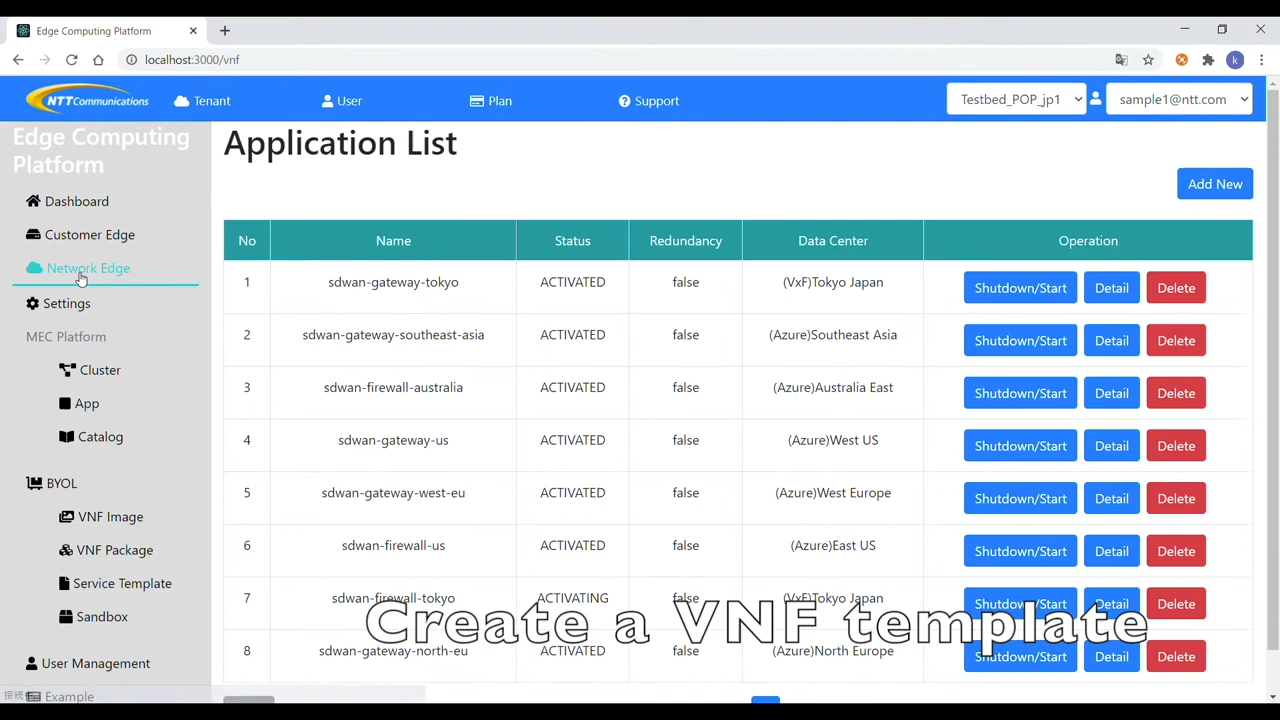 Edge Computing Platform
localhost:3000/vnf
k
NTT Communications
Tenant
User
Plan
Support
Testbed_POP_jp1
sample1@ntt.com
Edge Computing
Platform
Dashboard
Customer Edge
Network Edge
Settings
MEC Platform
Cluster
App
Catalog
BYOL
VNF Image
VNF Package
Service Template
Sandbox
User Management
Example
接続
Application List
Add New
No Name Status Redundancy Data Center Operation
1 sdwan-gateway-tokyo ACTIVATED false (VxF)Tokyo Japan Shutdown/Start Detail Delete
2 sdwan-gateway-southeast-asia ACTIVATED false (Azure)Southeast Asia Shutdown/Start Detail Delete
3 sdwan-firewall-australia ACTIVATED false (Azure)Australia East Shutdown/Start Detail Delete
4 sdwan-gateway-us ACTIVATED false (Azure)West US Shutdown/Start Detail Delete
5 sdwan-gateway-west-eu ACTIVATED false (Azure)West Europe Shutdown/Start Detail Delete
6 sdwan-firewall-us ACTIVATED false (Azure)East US Shutdown/Start Detail Delete
7 sdwan-firewall-tokyo ACTIVATING false (VxF)Tokyo Japan Shutdown/Start Detail Delete
8 sdwan-gateway-north-eu ACTIVATED false (Azure)North Europe Shutdown/Start Detail Delete
Create a VNF template